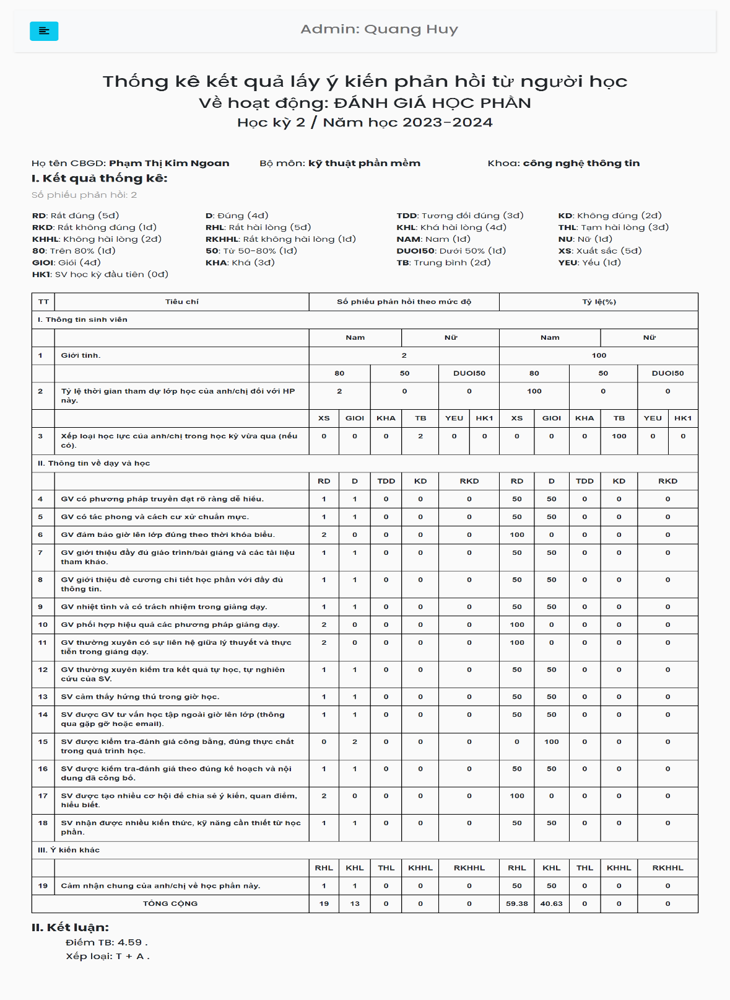 Admin: Quang Huy
Thống kê kết quả lấy ý kiến phản hồi từ người học
Về hoạt động: ĐÁNH GIÁ HỌC PHẦN
Học kỳ 2 / Năm học 2023-2024
Họ tên CBGD: Phạm Thị Kim Ngoan Bộ môn: kỹ thuật phần mềm Khoa: công nghệ thông tin
I. Kết quả thống kê:
Số phiếu phản hồi: 2
RD: Rất đúng (5đ) D: Đúng (4đ) TDD: Tương đối đúng (3đ) KD: Không đúng (2đ)
RKD: Rất không đúng (1đ) RHL: Rất hài lòng (5đ) KHL: Khá hài lòng (4đ) THL: Tạm hài lòng (3đ)
KHHL: Không hài lòng (2đ) RKHHL: Rất không hài lòng (1đ) NAM: Nam (1đ) NU: Nữ (1đ)
80: Trên 80% (1đ) 50: Từ 50-80% (1đ) DUOI50: Dưới 50% (1đ) XS: Xuất sắc (5đ)
GIOI: Giỏi (4đ) KHA: Khá (3đ) TB: Trung bình (2đ) YEU: Yếu (1đ)
HK1: SV học kỳ đầu tiên (0đ)
TT Tiêu chí Số phiếu phản hồi theo mức độ Tỷ lệ(%)
I. Thông tin sinh viên
Nam Nữ Nam Nữ
1 Giới tính. 2 100
80 50 DUOI50 80 50 DUOI50
2 Tỷ lệ thời gian tham dự lớp học của anh/chị đối với HP 2 0 0 100 0 0
này.
XS GIOI KHA TB YEU HK1 XS GIOI KHA TB YEU HK1
3 Xếp loại học lực của anh/chị trong học kỳ vừa qua (nếu 0 0 0 2 0 0 0 0 0 100 0 0
có).
II. Thông tin về dạy và học
RD D TDD KD RKD RD D TDD KD RKD
4 GV có phương pháp truyền đạt rõ ràng dễ hiểu. 1 1 0 0 0 50 50 0 0 0
5 GV có tác phong và cách cư xử chuẩn mực. 1 1 0 0 0 50 50 0 0 0
6 GV đảm bảo giờ lên lớp đúng theo thời khóa biểu. 2 0 0 0 0 100 0 0 0 0
7 GV giới thiệu đầy đủ giáo trình/bài giảng và các tài liệu 1 1 0 0 0 50 50 0 0 0
tham khảo.
8 GV giới thiệu đề cương chi tiết học phần với đầy đủ 1 1 0 0 0 50 50 0 0 0
thông tin.
9 GV nhiệt tình và có trách nhiệm trong giảng dạy. 1 1 0 0 0 50 50 0 0 0
10 GV phối hợp hiệu quả các phương pháp giảng dạy. 2 0 0 0 0 100 0 0 0 0
11 GV thường xuyên có sự liên hệ giữa lý thuyết và thực 2 0 0 0 0 100 0 0 0 0
tiễn trong giảng dạy.
12 GV thường xuyên kiểm tra kết quả tự học, tự nghiên 1 1 0 0 0 50 50 0 0 0
cứu của SV.
13 SV cảm thấy hứng thú trong giờ học. 1 1 0 0 0 50 50 0 0 0
14 SV được GV tư vấn học tập ngoài giờ lên lớp (thông 1 1 0 0 0 50 50 0 0 0
qua gặp gỡ hoặc email).
15 SV được kiểm tra-đánh giá công bằng, đúng thực chất 0 2 0 0 0 0 100 0 0 0
trong quá trình học.
16 SV được kiểm tra-đánh giá theo đúng kế hoạch và nội 1 1 0 0 0 50 50 0 0 0
dung đã công bố.
17 SV được tạo nhiều cơ hội để chia sẻ ý kiến, quan điểm, 2 0 0 0 0 100 0 0 0 0
hiểu biết.
18 SV nhận được nhiều kiến thức, kỹ năng cần thiết từ học 1 1 0 0 0 50 50 0 0 0
phần.
III. Ý kiến khác
RHL KHL THL KHHL RKHHL RHL KHL THL KHHL RKHHL
19 Cảm nhận chung của anh/chị về học phần này. 1 1 0 0 0 50 50 0 0 0
TỔNG CỘNG 19 13 0 0 0 59.38 40.63 0 0 0
II. Kết luận:
Điểm TB: 4.59 .
Xếp loại: T + A .